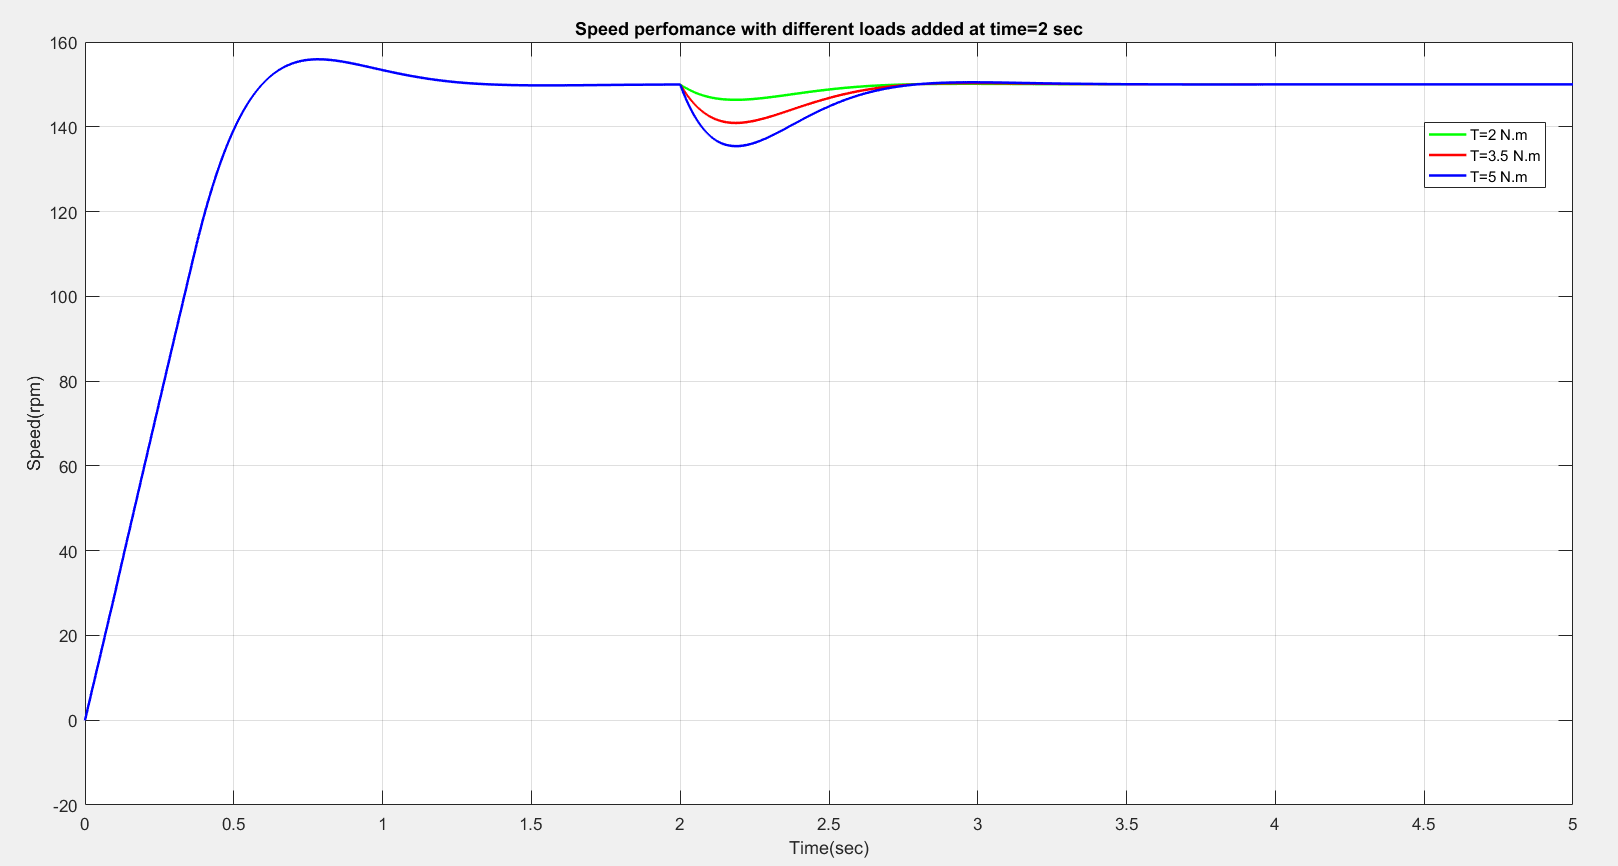 Speed perfomance with different loads added at time=2 sec
160
140
120
100
80
60
40
20
0
-20
Speed(rpm)
T=2 N.m
T=3.5 N.m
T=5 N.m
0 0.5 1 1.5 2 2.5 3 3.5 4 4.5 5
Time(sec)